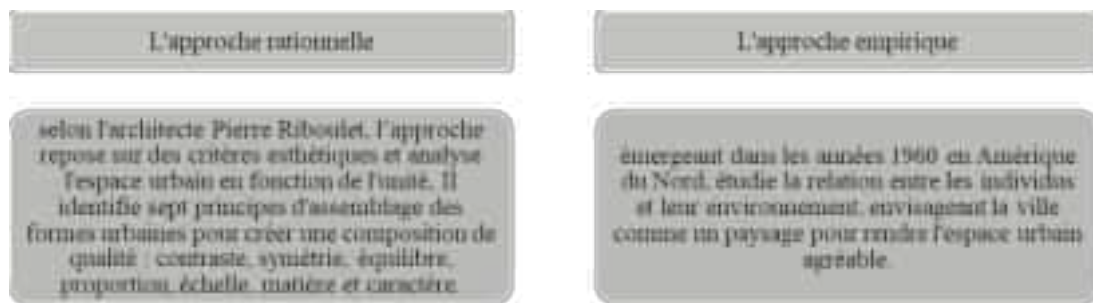 L'approche rationnelle
selon l'architecte Pierre Riboulet, l'approche
repose sur des critères esthétiques et analyse
l'espace urbain en fonction de l'unité. Il
identifie sept principes d'assemblage des
formes urbaines pour créer une composition de
qualité : contraste, symétrie, équilibre,
proportion, échelle, matière et caractère
L'approche empirique
émergeant dans les années 1960 en Amérique
du Nord, étudie la relation entre les individus
et leur environnement, envisageant la ville
comme un paysage pour rendre l'espace urbain
agréable.